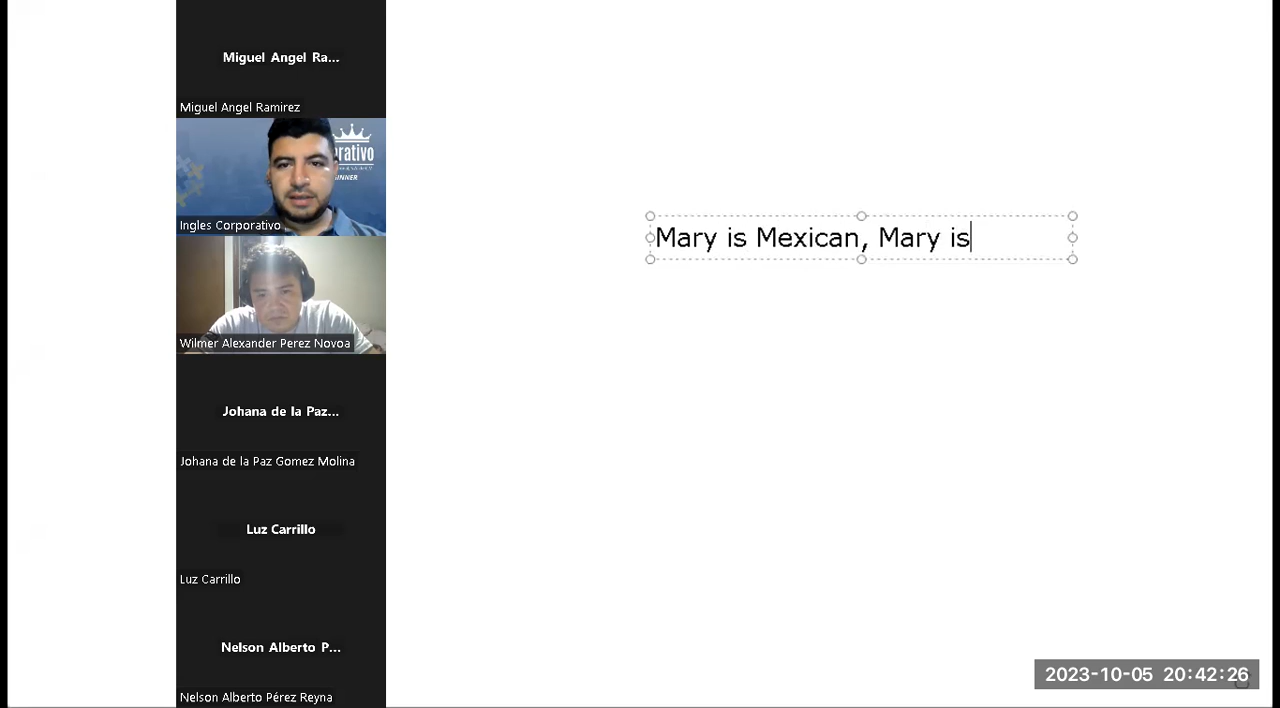 Miguel Angel Ra...
Miguel Angel Ramirez
erativo
INNER
Ingles Corporativo
Wilmer Alexander Perez Novoa
Johana de la Paz...
Johana de la Paz Gomez Molina
Luz Carrillo
Luz Carrillo
Nelson Alberto P...
Nelson Alberto Pérez Reyna
Mary is Mexican, Mary is
2023-10-05 20:42:26